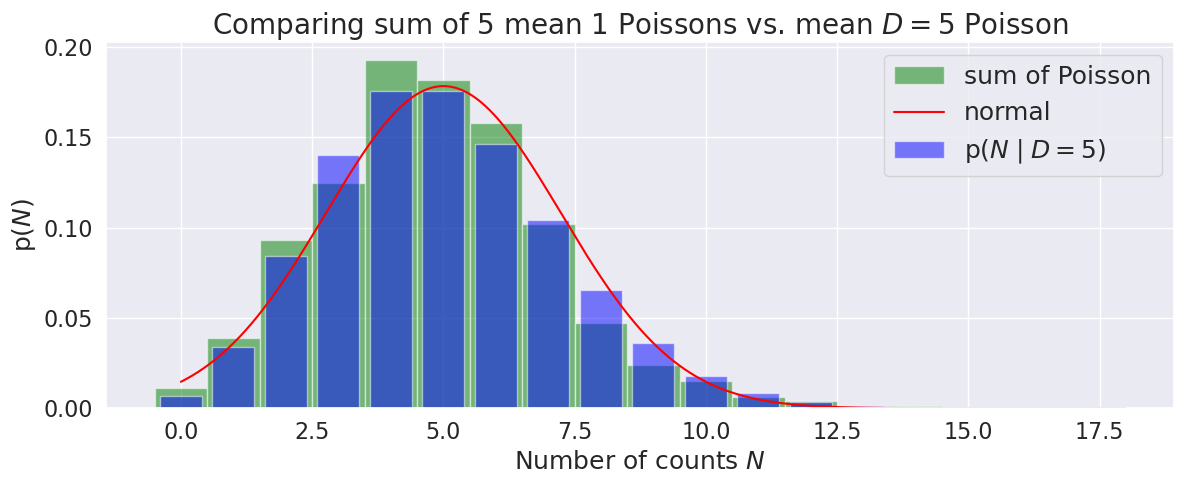 Comparing sum of 5 mean 1 Poissons vs. mean D = 5 Poisson
0.20
0.15
0.10
0.05
0.00
p(N)
sum of Poisson
normal
p(N | D = 5)
0.0 2.5 5.0 7.5 10.0 12.5 15.0 17.5
Number of counts N